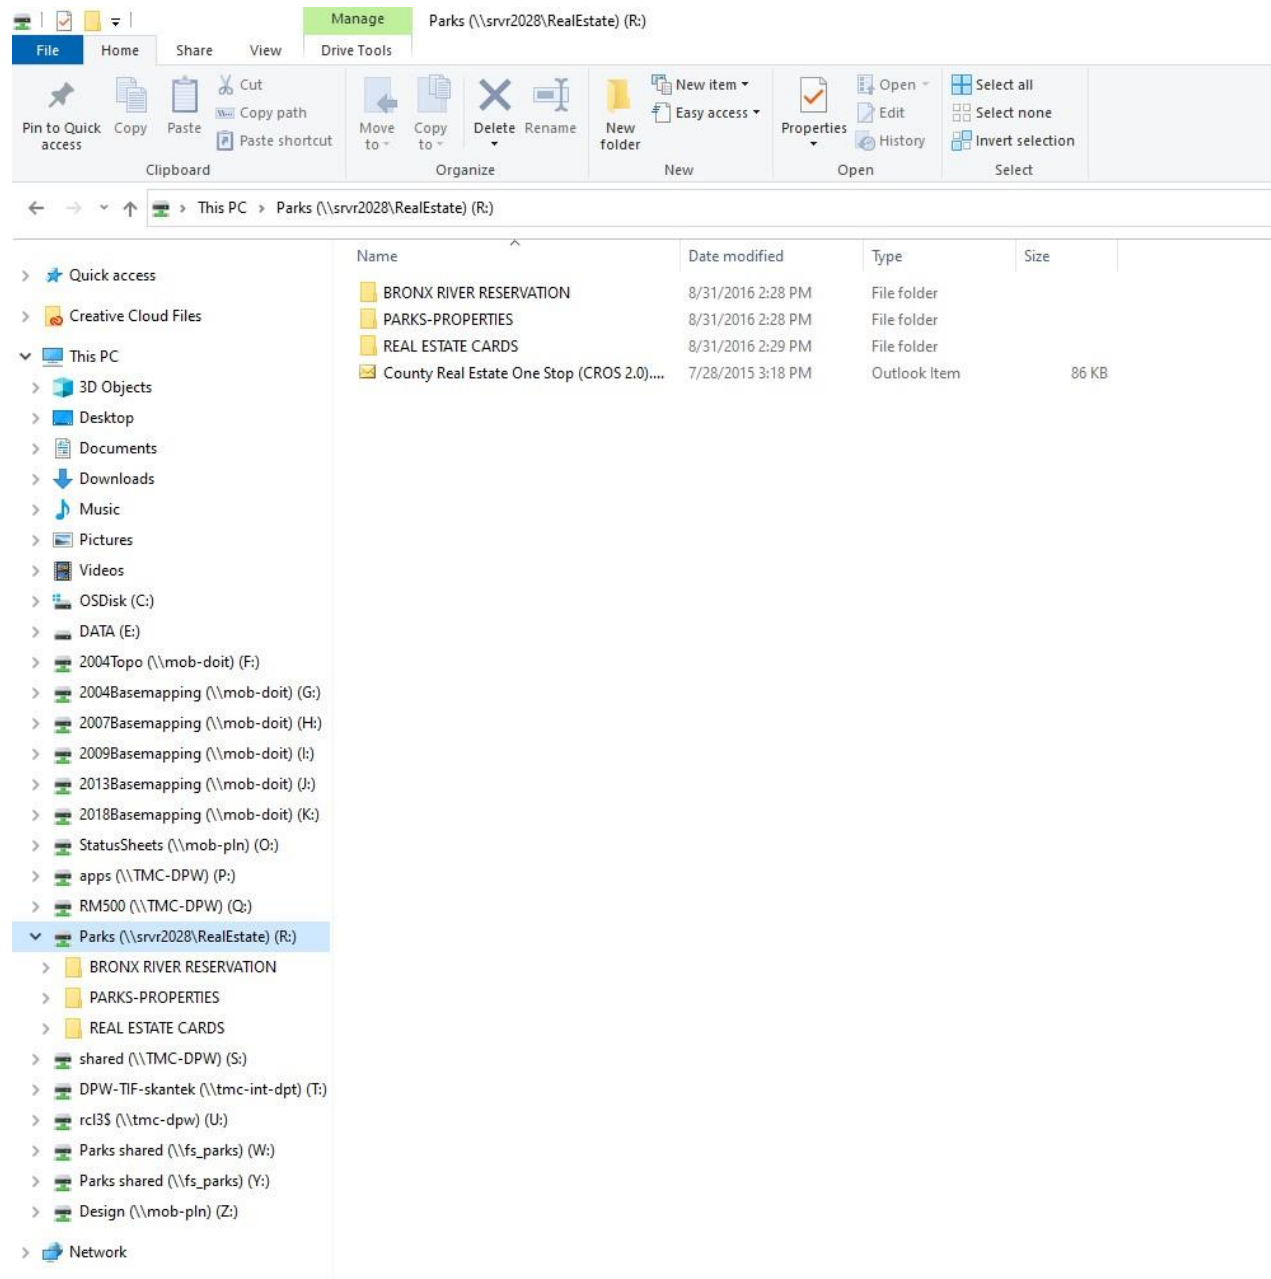 Manage Parks (\\srvr2028\RealEstate) (R:)
File Home Share View Drive Tools
Pin to Quick access
Copy
Paste
Cut
Copy path
Paste shortcut
Move to
Copy to
Delete
Rename
New folder
New item
Easy access
Properties
Open
Edit
History
Select all
Select none
Invert selection
Clipboard Organize New Open Select
This PC > Parks (\\srvr2028\RealEstate) (R:)
Name Date modified Type Size
BRONX RIVER RESERVATION 8/31/2016 2:28 PM File folder
PARKS-PROPERTIES 8/31/2016 2:28 PM File folder
REAL ESTATE CARDS 8/31/2016 2:29 PM File folder
County Real Estate One Stop (CROS 2.0).... 7/28/2015 3:18 PM Outlook Item 86 KB
Quick access
Creative Cloud Files
This PC
3D Objects
Desktop
Documents
Downloads
Music
Pictures
Videos
OSDisk (C:)
DATA (E:)
2004Topo (\\mob-doit) (F:)
2004Basemapping (\\mob-doit) (G:)
2007Basemapping (\\mob-doit) (H:)
2009Basemapping (\\mob-doit) (I:)
2013Basemapping (\\mob-doit) (J:)
2018Basemapping (\\mob-doit) (K:)
StatusSheets (\\mob-pln) (O:)
apps (\\TMC-DPW) (P:)
RM500 (\\TMC-DPW) (Q:)
Parks (\\srvr2028\RealEstate) (R:)
BRONX RIVER RESERVATION
PARKS-PROPERTIES
REAL ESTATE CARDS
shared (\\TMC-DPW) (S:)
DPW-TIF-skantek (\\tmc-int-dpt) (T:)
rcl3$ (\\tmc-dpw) (U:)
Parks shared (\\fs_parks) (W:)
Parks shared (\\fs_parks) (Y:)
Design (\\mob-pln) (Z:)
Network